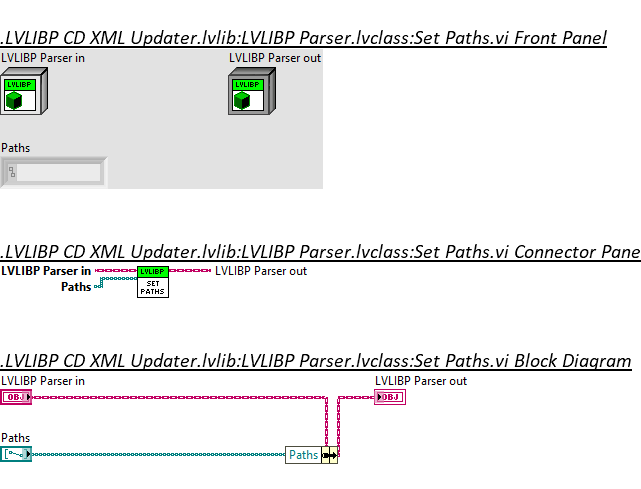 .LVLIBP CD XML Updater.lvlib:LVLIBP Parser.lvclass:Set Paths.vi Front Panel
LVLIBP Parser in LVLIBP Parser out
LVLIBP LVLIBP
Paths
.LVLIBP CD XML Updater.lvlib:LVLIBP Parser.lvclass:Set Paths.vi Connector Pane
LVLIBP Parser in LVLIBP LVLIBP Parser out
Paths SET
PATHS
.LVLIBP CD XML Updater.lvlib:LVLIBP Parser.lvclass:Set Paths.vi Block Diagram
LVLIBP Parser in LVLIBP Parser out
OBJ OBJ
Paths
Paths